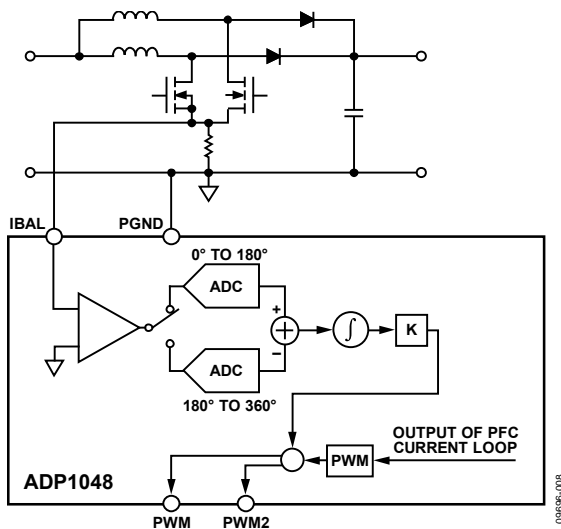 IBAL
PGND
0° TO 180°
ADC
+
∫
K
−
ADC
180° TO 360°
OUTPUT OF PFC
CURRENT LOOP
PWM
ADP1048
PWM
PWM2
09696-008